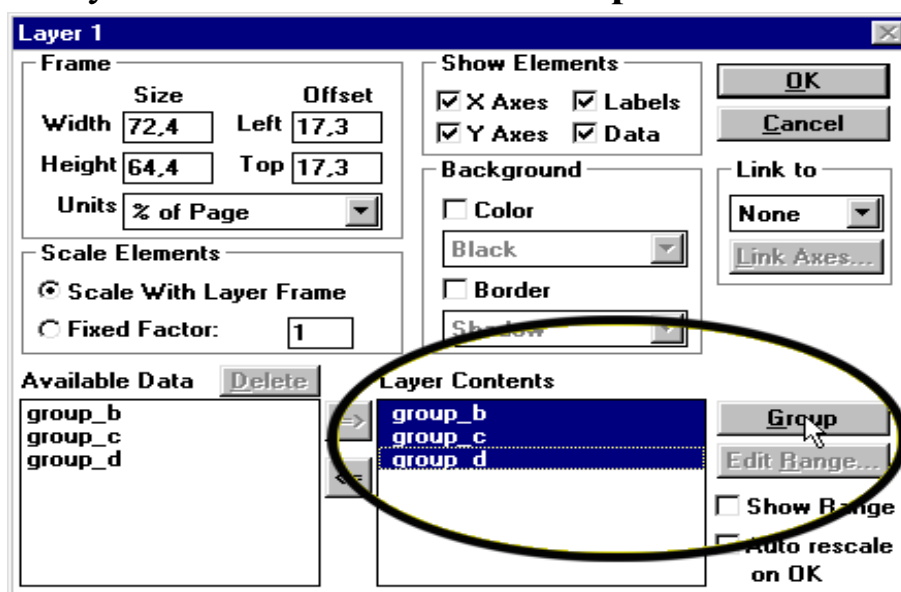 Layer 1
Frame
Size Offset
Width 72,4 Left 17,3
Height 64,4 Top 17,3
Units % of Page
Scale Elements
Scale With Layer Frame
Fixed Factor: 1
Show Elements
X Axes Labels
Y Axes Data
Background
Color
Black
Border
Shadow
OK
Cancel
Link to
None
Link Axes...
Available Data Delete
group_b
group_c
group_d
=>
<=
Layer Contents
group_b
group_c
group_d
Group
Edit Range...
Show Range
Auto rescale
on OK